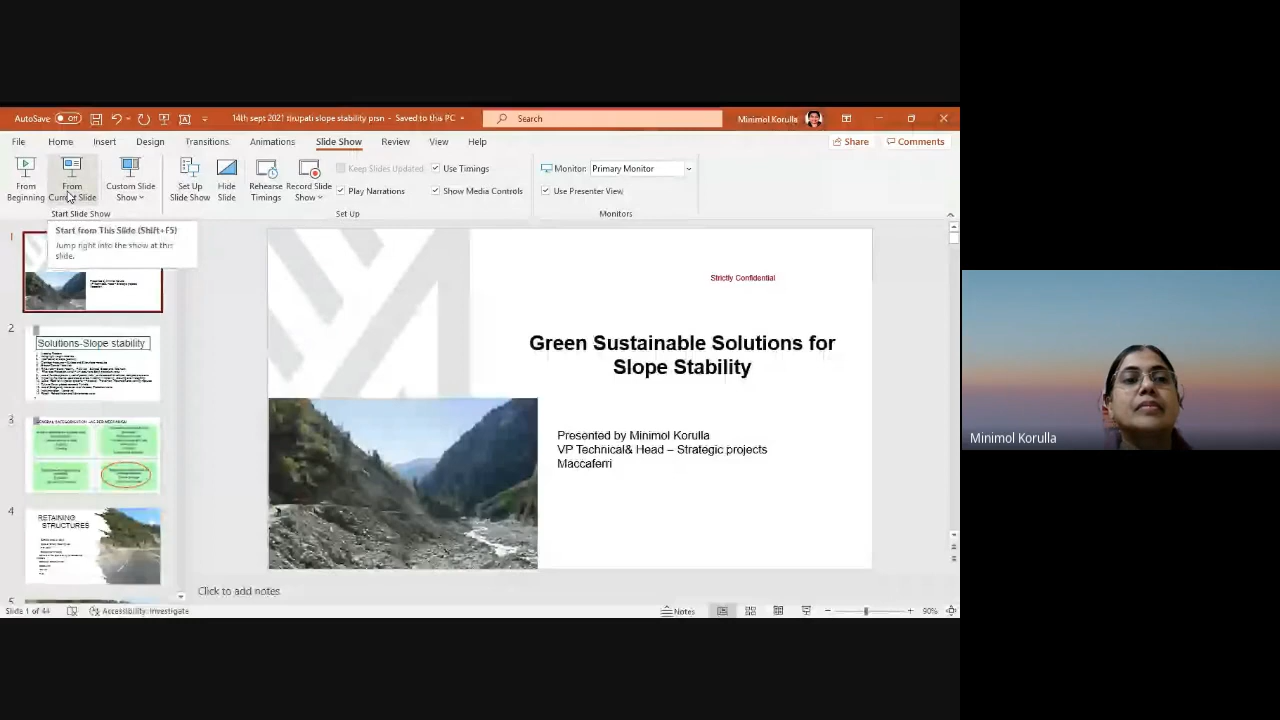 AutoSave Off
14th sept 2021 tirupati slope stability prsn - Saved to this PC
Search
Minimol Korulla
File Home Insert Design Transitions Animations Slide Show Review View Help
Share Comments
From Beginning
From Current Slide
Custom Slide Show
Set Up Slide Show
Hide Slide
Rehearse Timings
Record Slide Show
Keep Slides Updated
Play Narrations
Use Timings
Show Media Controls
Monitor: Primary Monitor
Use Presenter View
Start Slide Show
Set Up
Monitors
Start from This Slide (Shift+F5)
Jump right into the show at this
slide.
1
2
Solutions-Slope stability
3
4
RETAINING
STRUCTURES
5
Strictly Confidential
Green Sustainable Solutions for
Slope Stability
Presented by Minimol Korulla
VP Technical& Head – Strategic projects
Maccaferri
Click to add notes
Slide 1 of 44
Accessibility: Investigate
Notes
90%
Minimol Korulla